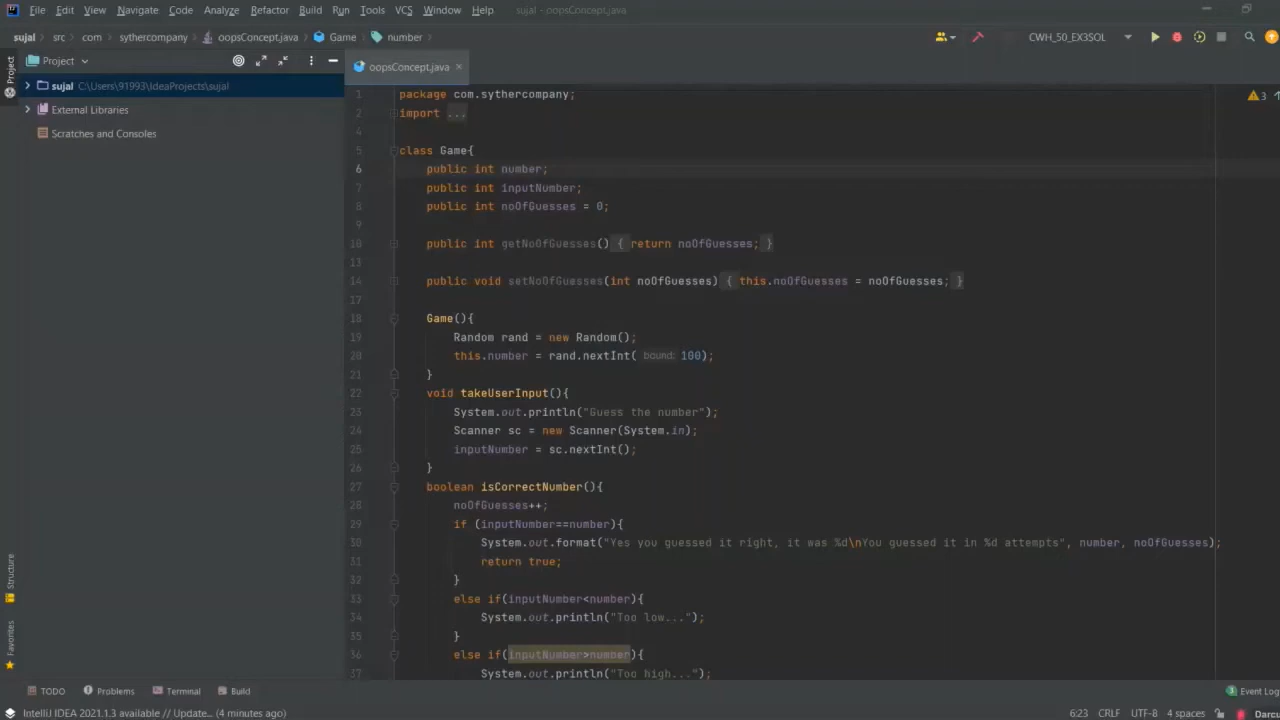 File Edit View Navigate Code Analyze Refactor Build Run Tools VCS Window Help sujal - oopsConcept.java
sujal src com sythercompany oopsConcept.java Game number CWH_50_EX3SOL
Project
Project
sujal C:\Users\91993\IdeaProjects\sujal
External Libraries
Scratches and Consoles
Structure
Favorites
oopsConcept.java
3
1 package com.sythercompany;
2 import ...
4
5 class Game{
6 public int number;
7 public int inputNumber;
8 public int noOfGuesses = 0;
9
10 public int getNoOfGuesses() { return noOfGuesses; }
13
14 public void setNoOfGuesses(int noOfGuesses) { this.noOfGuesses = noOfGuesses; }
17
18 Game(){
19 Random rand = new Random();
20 this.number = rand.nextInt( bound: 100);
21 }
22 void takeUserInput(){
23 System.out.println("Guess the number");
24 Scanner sc = new Scanner(System.in);
25 inputNumber = sc.nextInt();
26 }
27 boolean isCorrectNumber(){
28 noOfGuesses++;
29 if (inputNumber==number){
30 System.out.format("Yes you guessed it right, it was %d\nYou guessed it in %d attempts", number, noOfGuesses);
31 return true;
32 }
33 else if(inputNumber<number){
34 System.out.println("Too low...");
35 }
36 else if(inputNumber>number){
37 System.out.println("Too high...");
TODO Problems Terminal Build Event Log
IntelliJ IDEA 2021.1.3 available // Update... (4 minutes ago) 6:23 CRLF UTF-8 4 spaces Darcu